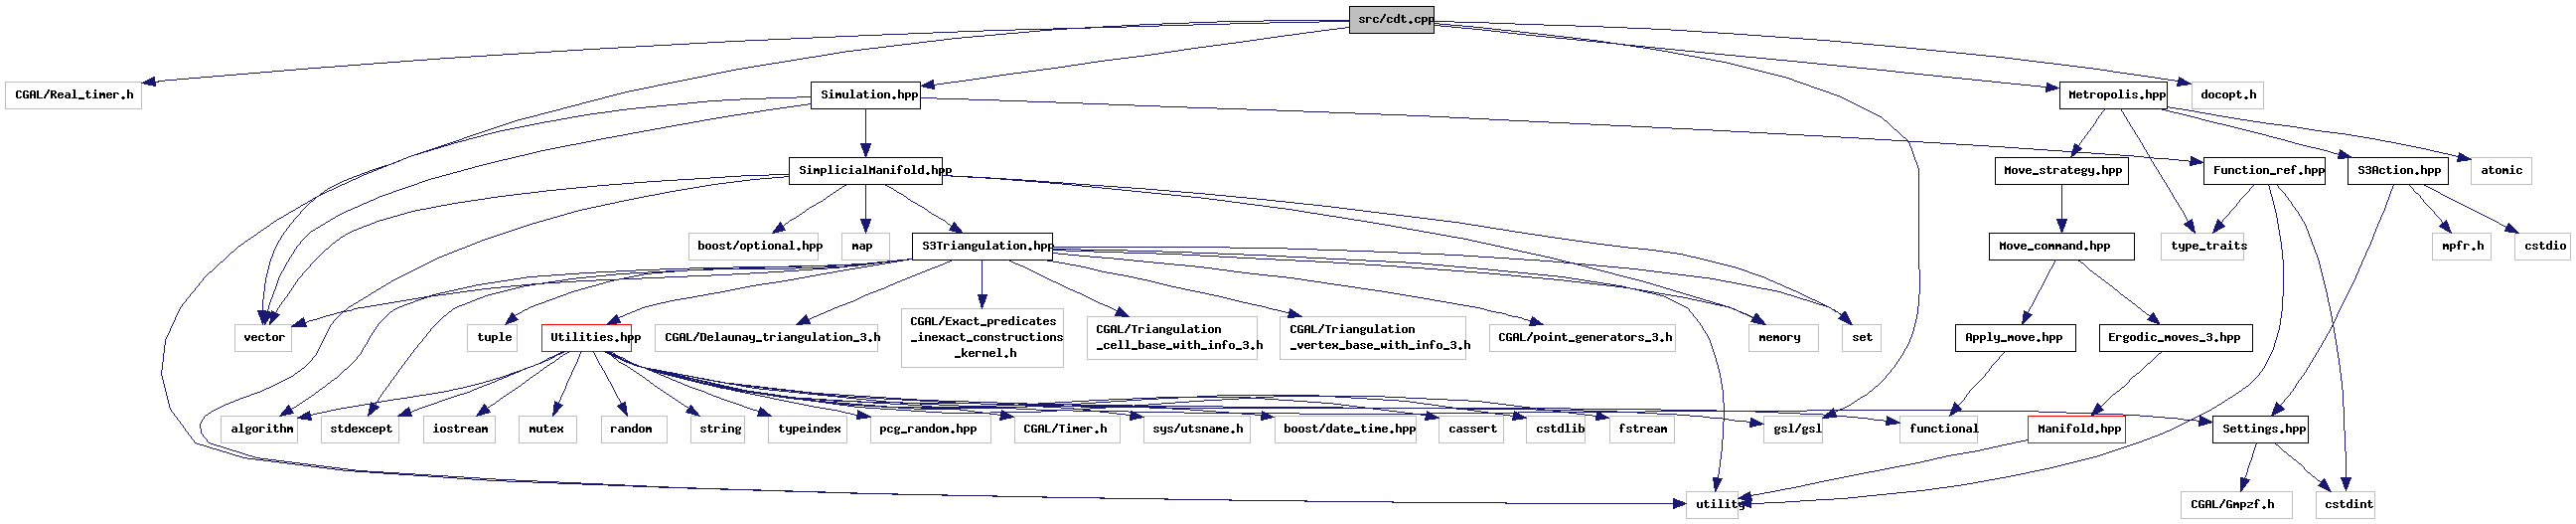 src/cdt.cpp
CGAL/Real_timer.h
Simulation.hpp
Metropolis.hpp
docopt.h
SimplicialManifold.hpp
Move_strategy.hpp
Function_ref.hpp
S3Action.hpp
atomic
boost/optional.hpp
map
S3Triangulation.hpp
Move_command.hpp
type_traits
mpfr.h
cstdio
vector
tuple
Utilities.hpp
CGAL/Delaunay_triangulation_3.h
CGAL/Exact_predicates
_inexact_constructions
_kernel.h
CGAL/Triangulation
_cell_base_with_info_3.h
CGAL/Triangulation
_vertex_base_with_info_3.h
CGAL/point_generators_3.h
memory
set
Apply_move.hpp
Ergodic_moves_3.hpp
algorithm
stdexcept
iostream
mutex
random
string
typeindex
pcg_random.hpp
CGAL/Timer.h
sys/utsname.h
boost/date_time.hpp
cassert
cstdlib
fstream
gsl/gsl
functional
Manifold.hpp
Settings.hpp
utility
CGAL/Gmpzf.h
cstdint